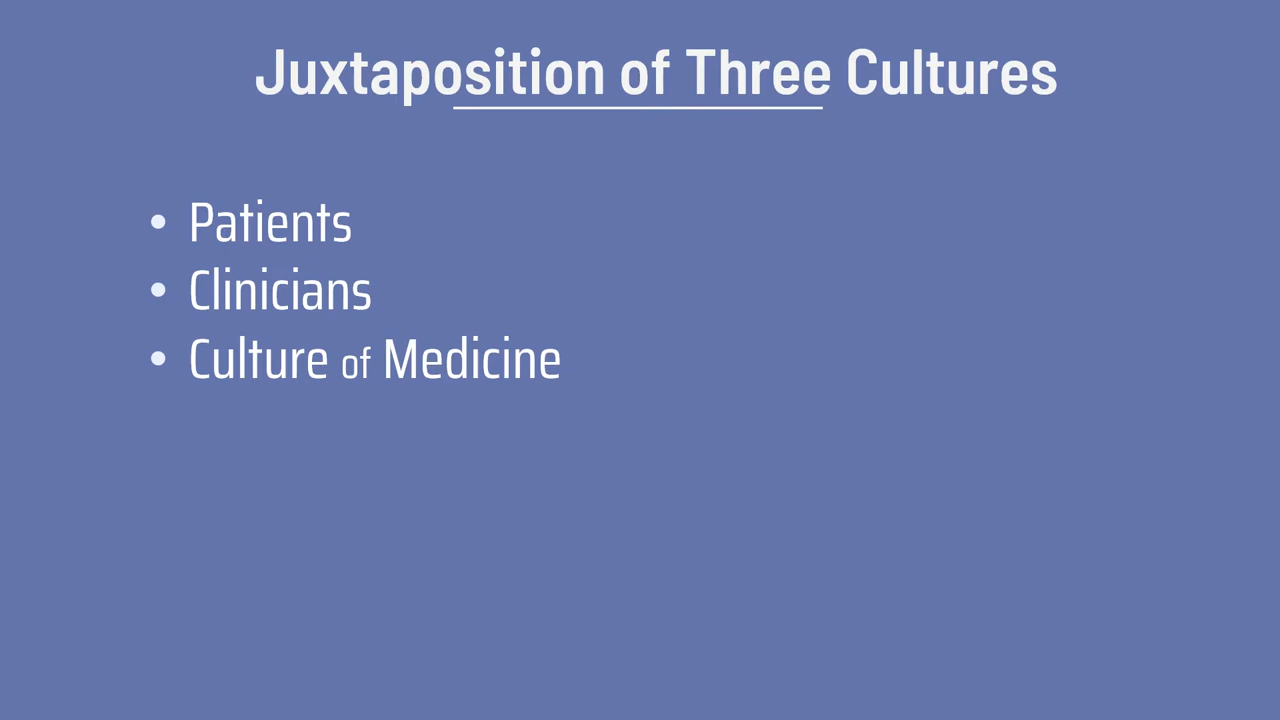 Juxtaposition of Three Cultures
• Patients
• Clinicians
• Culture of Medicine